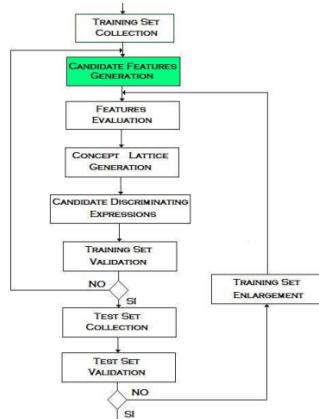 TRAINING SET
COLLECTION
CANDIDATE FEATURES
GENERATION
FEATURES
EVALUATION
CONCEPT LATTICE
GENERATION
CANDIDATE DISCRIMINATING
EXPRESSIONS
TRAINING SET
VALIDATION
NO
SI
TRAINING SET
ENLARGEMENT
TEST SET
COLLECTION
TEST SET
VALIDATION
NO
SI